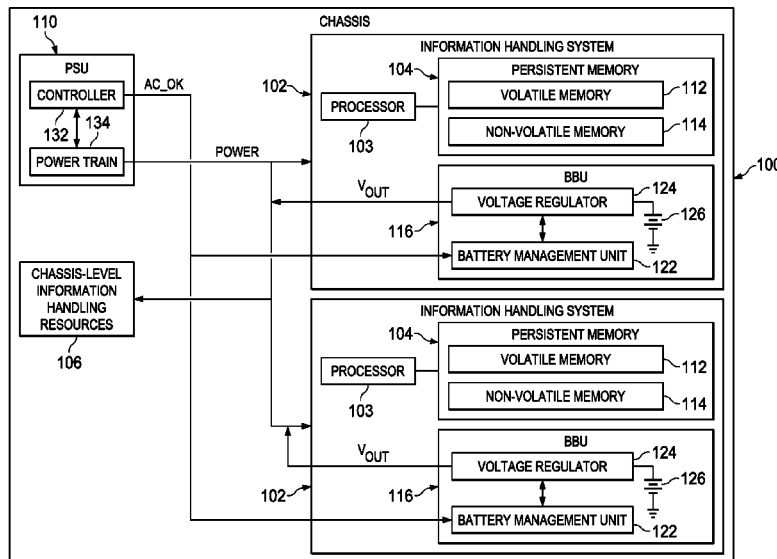 CHASSIS
110
PSU
CONTROLLER
132
134
POWER TRAIN
AC_OK
POWER
CHASSIS-LEVEL
INFORMATION
HANDLING
RESOURCES
106
100
INFORMATION HANDLING SYSTEM
102
104
PERSISTENT MEMORY
VOLATILE MEMORY
112
NON-VOLATILE MEMORY
114
PROCESSOR
103
BBU
VOUT
VOLTAGE REGULATOR
124
126
116
BATTERY MANAGEMENT UNIT
122
INFORMATION HANDLING SYSTEM
104
PERSISTENT MEMORY
VOLATILE MEMORY
112
NON-VOLATILE MEMORY
114
PROCESSOR
103
BBU
VOUT
VOLTAGE REGULATOR
124
126
102
116
BATTERY MANAGEMENT UNIT
122